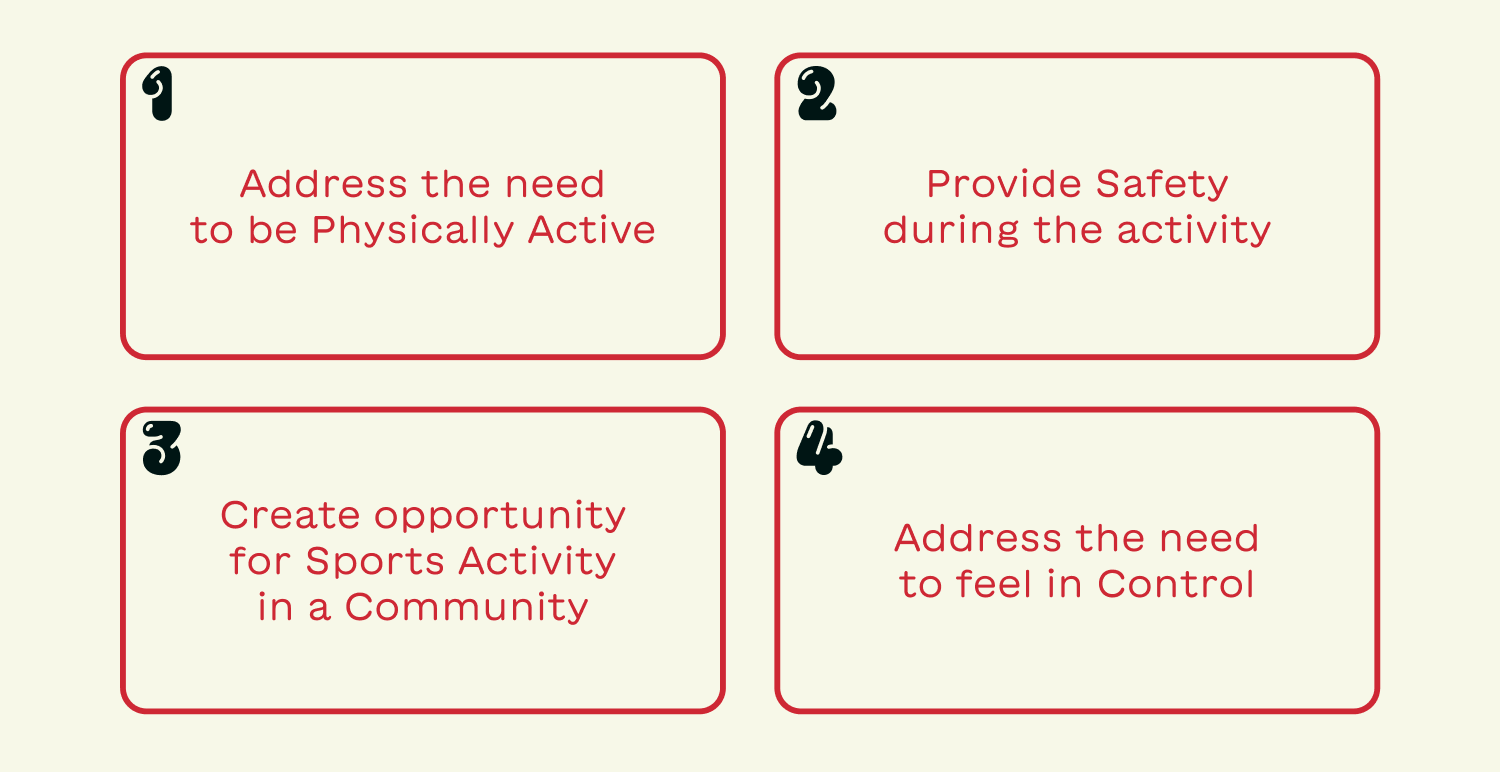 1
Address the need
to be Physically Active
2
Provide Safety
during the activity
3
Create opportunity
for Sports Activity
in a Community
4
Address the need
to feel in Control